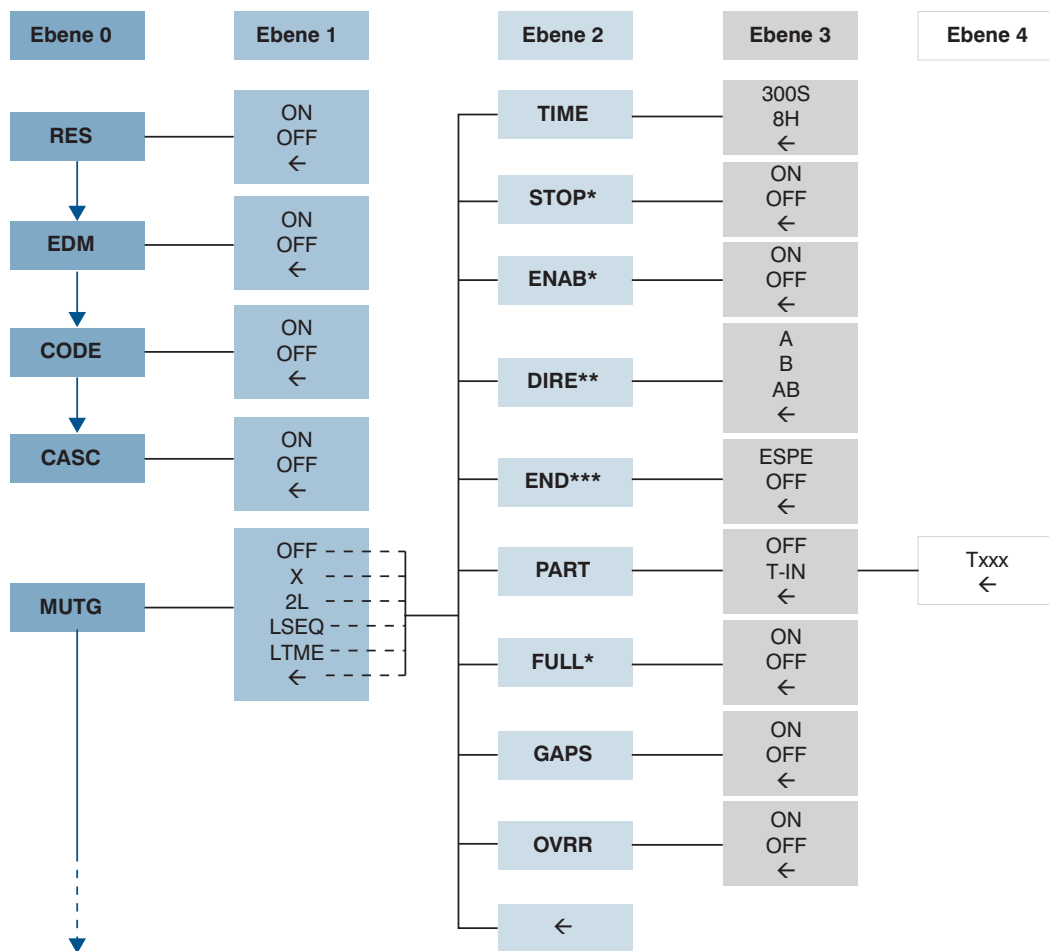 Ebene 0
Ebene 1
Ebene 2
Ebene 3
Ebene 4
RES
ON
OFF
←
EDM
ON
OFF
←
CODE
ON
OFF
←
CASC
ON
OFF
←
MUTG
OFF
X
2L
LSEQ
LTME
←
TIME
300S
8H
←
STOP*
ON
OFF
←
ENAB*
ON
OFF
←
DIRE**
A
B
AB
←
END***
ESPE
OFF
←
PART
OFF
T-IN
←
Txxx
←
FULL*
ON
OFF
←
GAPS
ON
OFF
←
OVRR
ON
OFF
←
←